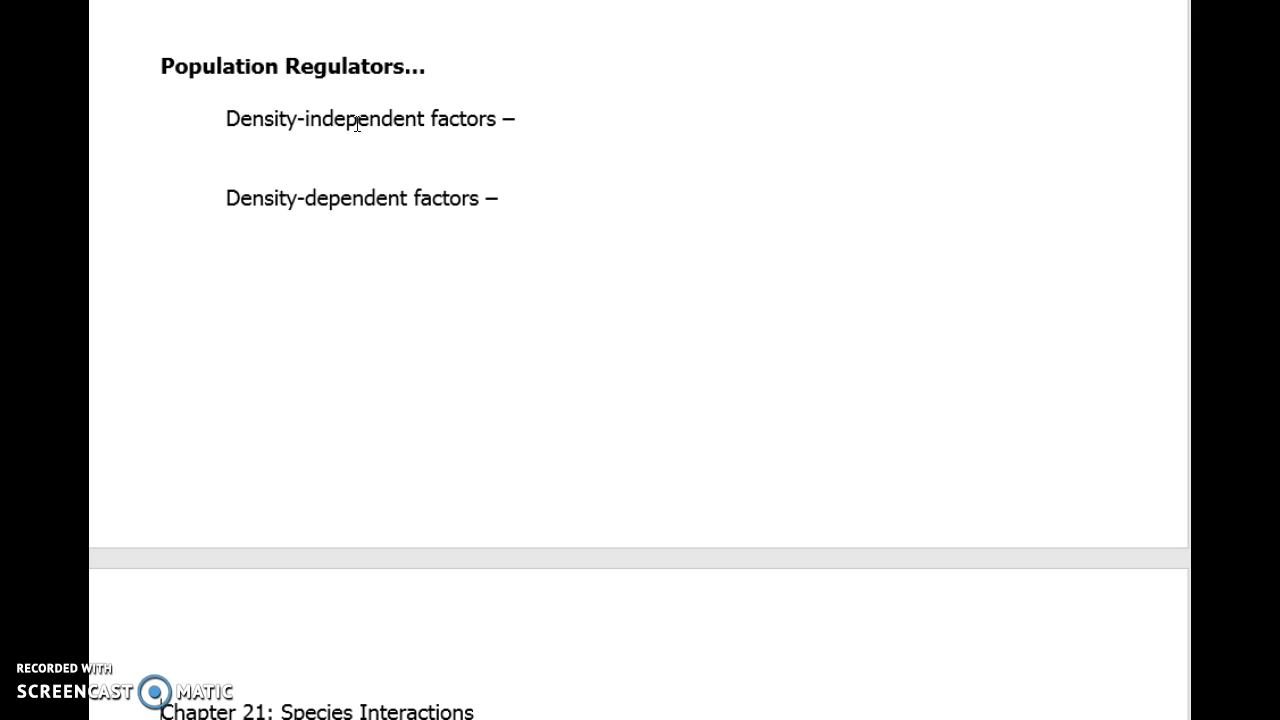 Population Regulators...
Density-independent factors –
Density-dependent factors –
RECORDED WITH
SCREENCAST MATIC
Chapter 21: Species Interactions